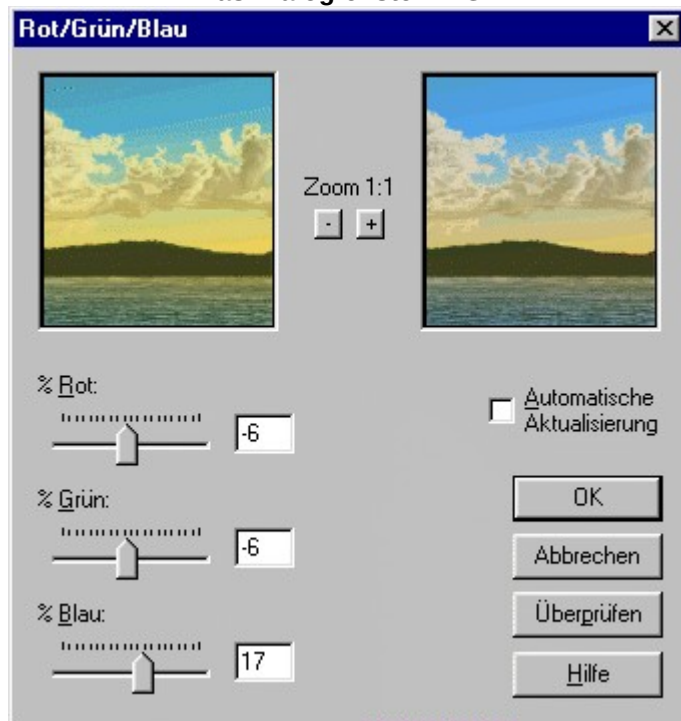 Rot/Grün/Blau
Zoom 1:1
- +
% Rot:
-6
Automatische
Aktualisierung
% Grün:
-6
OK
Abbrechen
% Blau:
17
Überprüfen
Hilfe